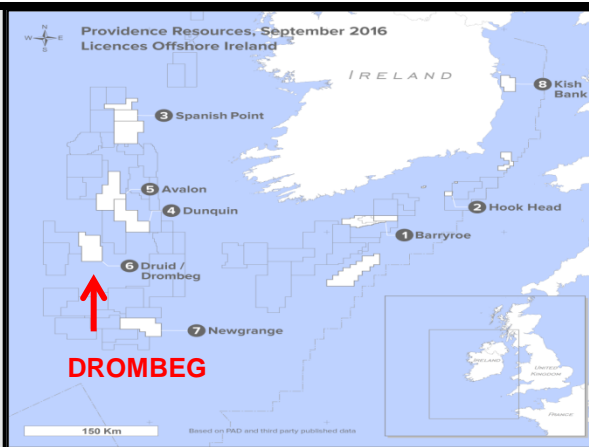 N
W E
S
Providence Resources, September 2016
Licences Offshore Ireland
IRELAND
8 Kish
Bank
3 Spanish Point
5 Avalon
4 Dunquin
2 Hook Head
1 Barryroe
6 Druid /
Drombeg
7 Newgrange
DROMBEG
IRELAND
UNITED
KINGDOM
FRANCE
150 Km
Based on PAD and third party published data